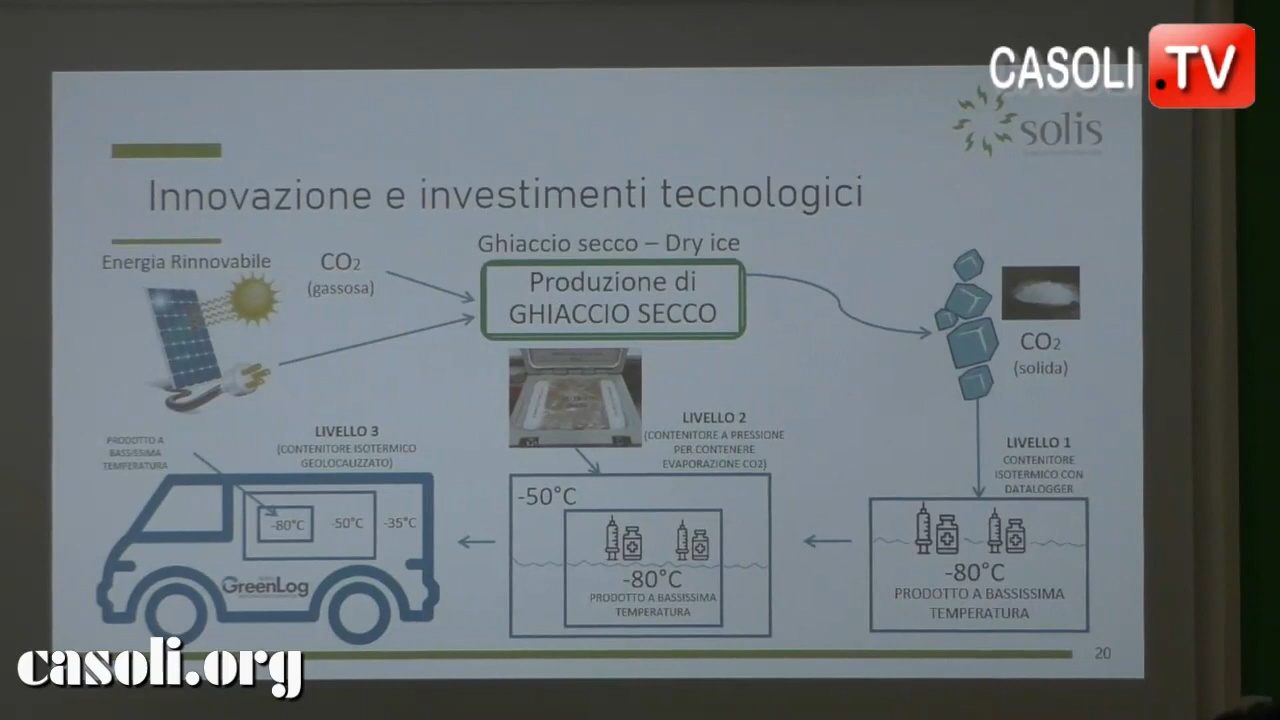 CASOLI .TV
solis
Innovazione e investimenti tecnologici
Ghiaccio secco – Dry ice
Energia Rinnovabile
CO2
(gassosa)
Produzione di
GHIACCIO SECCO
CO2
(solida)
LIVELLO 3
(CONTENITORE ISOTERMICO
GEOLOCALIZZATO)
PRODOTTO A
BASSISSIMA
TEMPERATURA
LIVELLO 2
(CONTENITORE A PRESSIONE
PER CONTENERE
EVAPORAZIONE CO2)
LIVELLO 1
CONTENITORE
ISOTERMICO CON
DATALOGGER
-80°C
-50°C
-35°C
GreenLog
-50°C
-80°C
PRODOTTO A BASSISSIMA
TEMPERATURA
-80°C
PRODOTTO A BASSISSIMA
TEMPERATURA
20
casoli.org